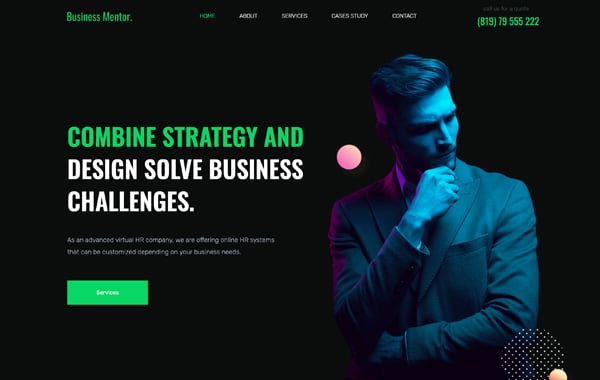 Business Mentor.
HOME ABOUT SERVICES CASES STUDY CONTACT
call us for a quote
(819) 79 555 222
COMBINE STRATEGY AND
DESIGN SOLVE BUSINESS
CHALLENGES.
As an advanced virtual HR company, we are offering online HR systems
that can be customized depending on your business needs.
Services